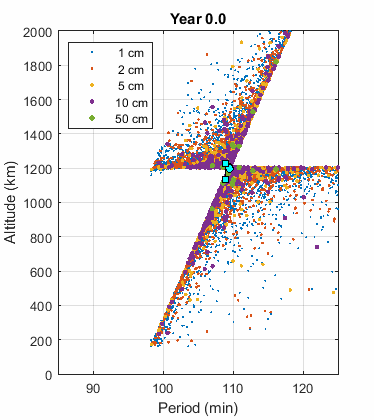 Year 0.0
2000
1800
1600
1400
1200
1000
800
600
400
200
0
Altitude (km)
1 cm
2 cm
5 cm
10 cm
50 cm
90 100 110 120
Period (min)